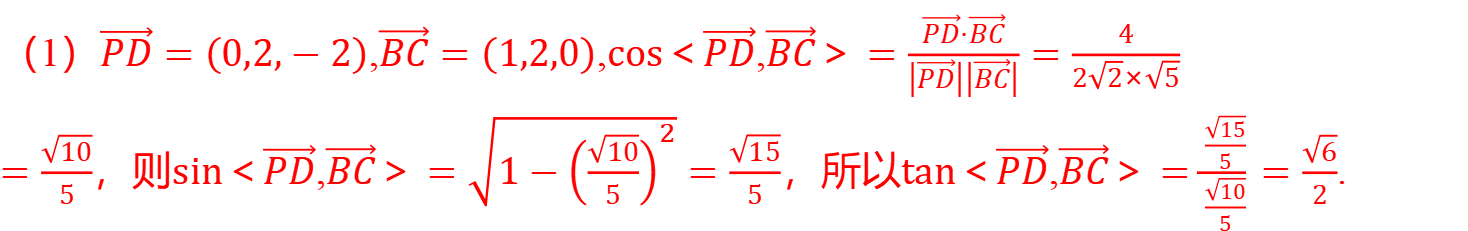 (1) $\overrightarrow{PD} = (0,2,-2), \overrightarrow{BC} = (1,2,0), \cos < \overrightarrow{PD}, \overrightarrow{BC} > = \frac{\overrightarrow{PD} \cdot \overrightarrow{BC}}{|\overrightarrow{PD}||\overrightarrow{BC}|} = \frac{4}{2\sqrt{2} \times \sqrt{5}}$
$= \frac{\sqrt{10}}{5}$，则$\sin < \overrightarrow{PD}, \overrightarrow{BC} > = \sqrt{1 - \left(\frac{\sqrt{10}}{5}\right)^2} = \frac{\sqrt{15}}{5}$，所以$\tan < \overrightarrow{PD}, \overrightarrow{BC} > = \frac{\frac{\sqrt{15}}{5}}{\frac{\sqrt{10}}{5}} = \frac{\sqrt{6}}{2}.$